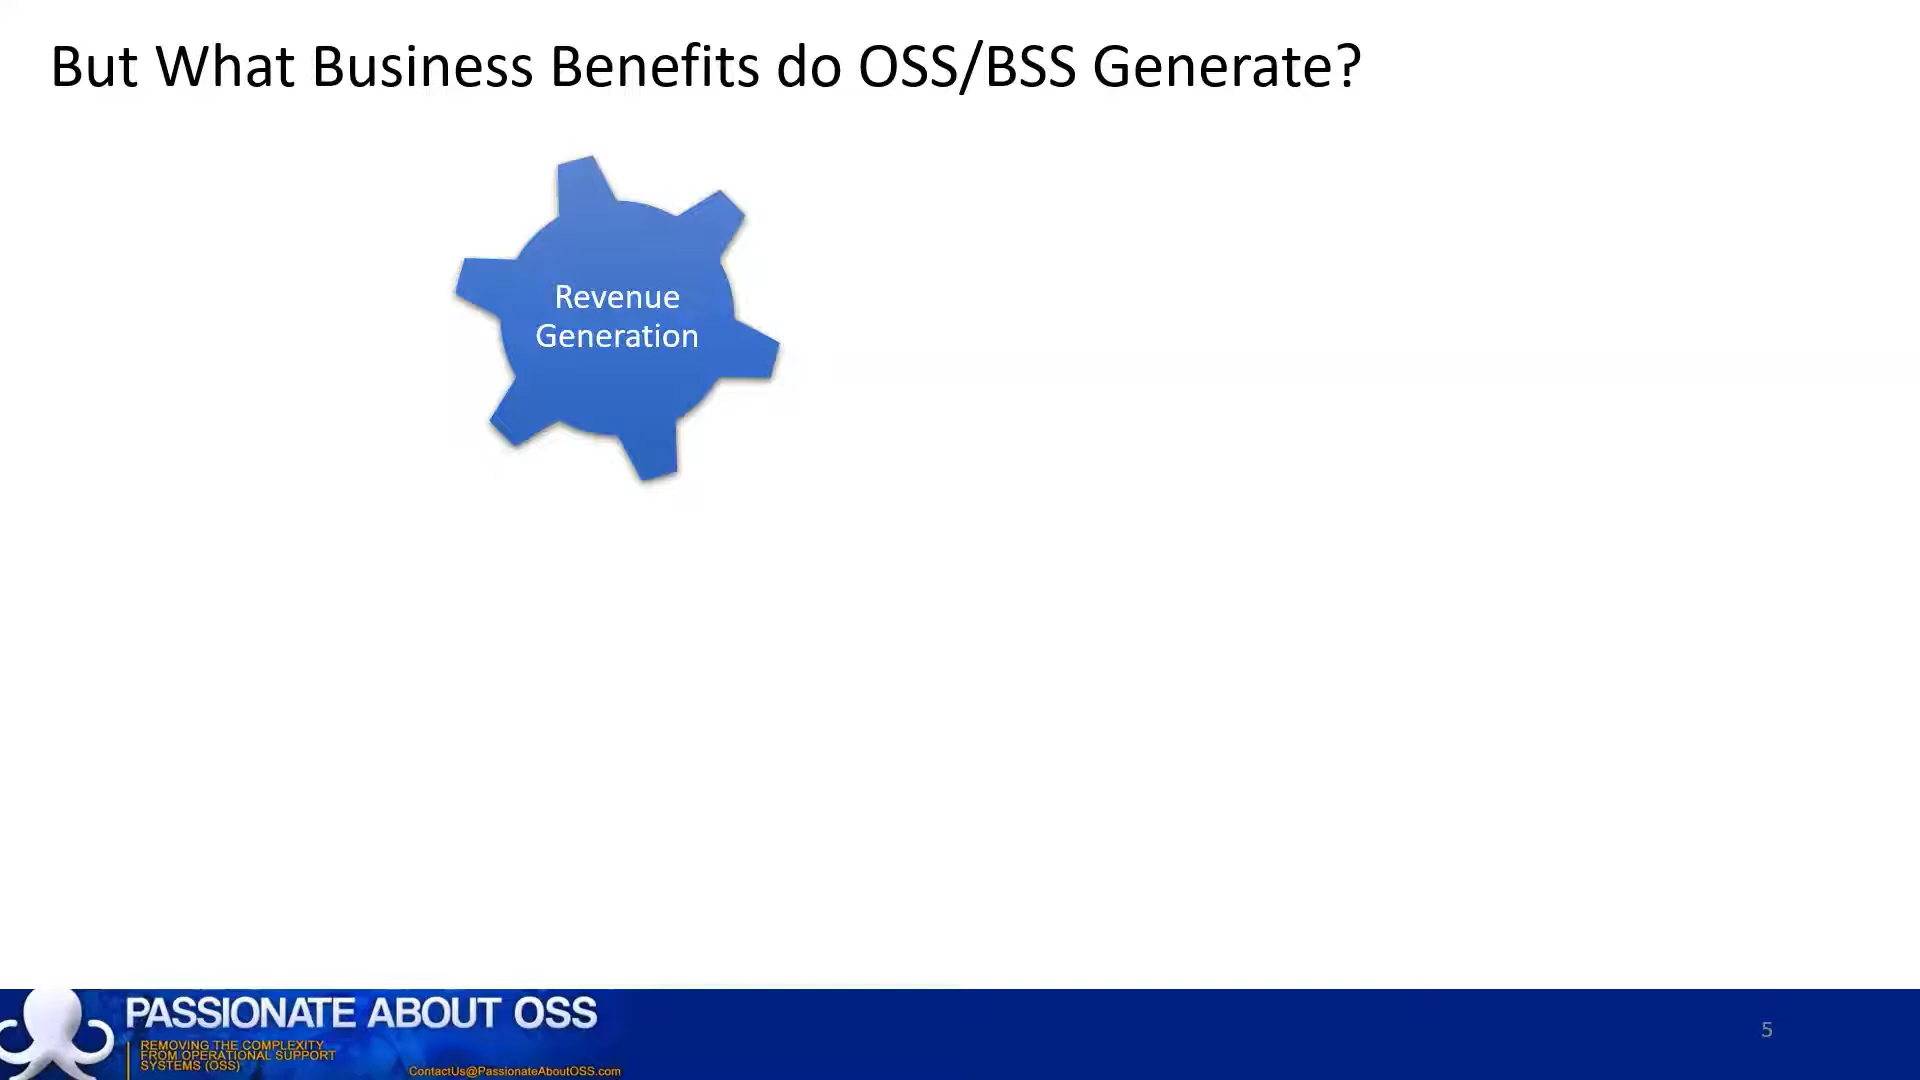 But What Business Benefits do OSS/BSS Generate?
Revenue
Generation
PASSIONATE ABOUT OSS
REMOVING THE COMPLEXITY
FROM OPERATIONAL SUPPORT
SYSTEMS (OSS)
ContactUs@PassionateAboutOSS.com
5